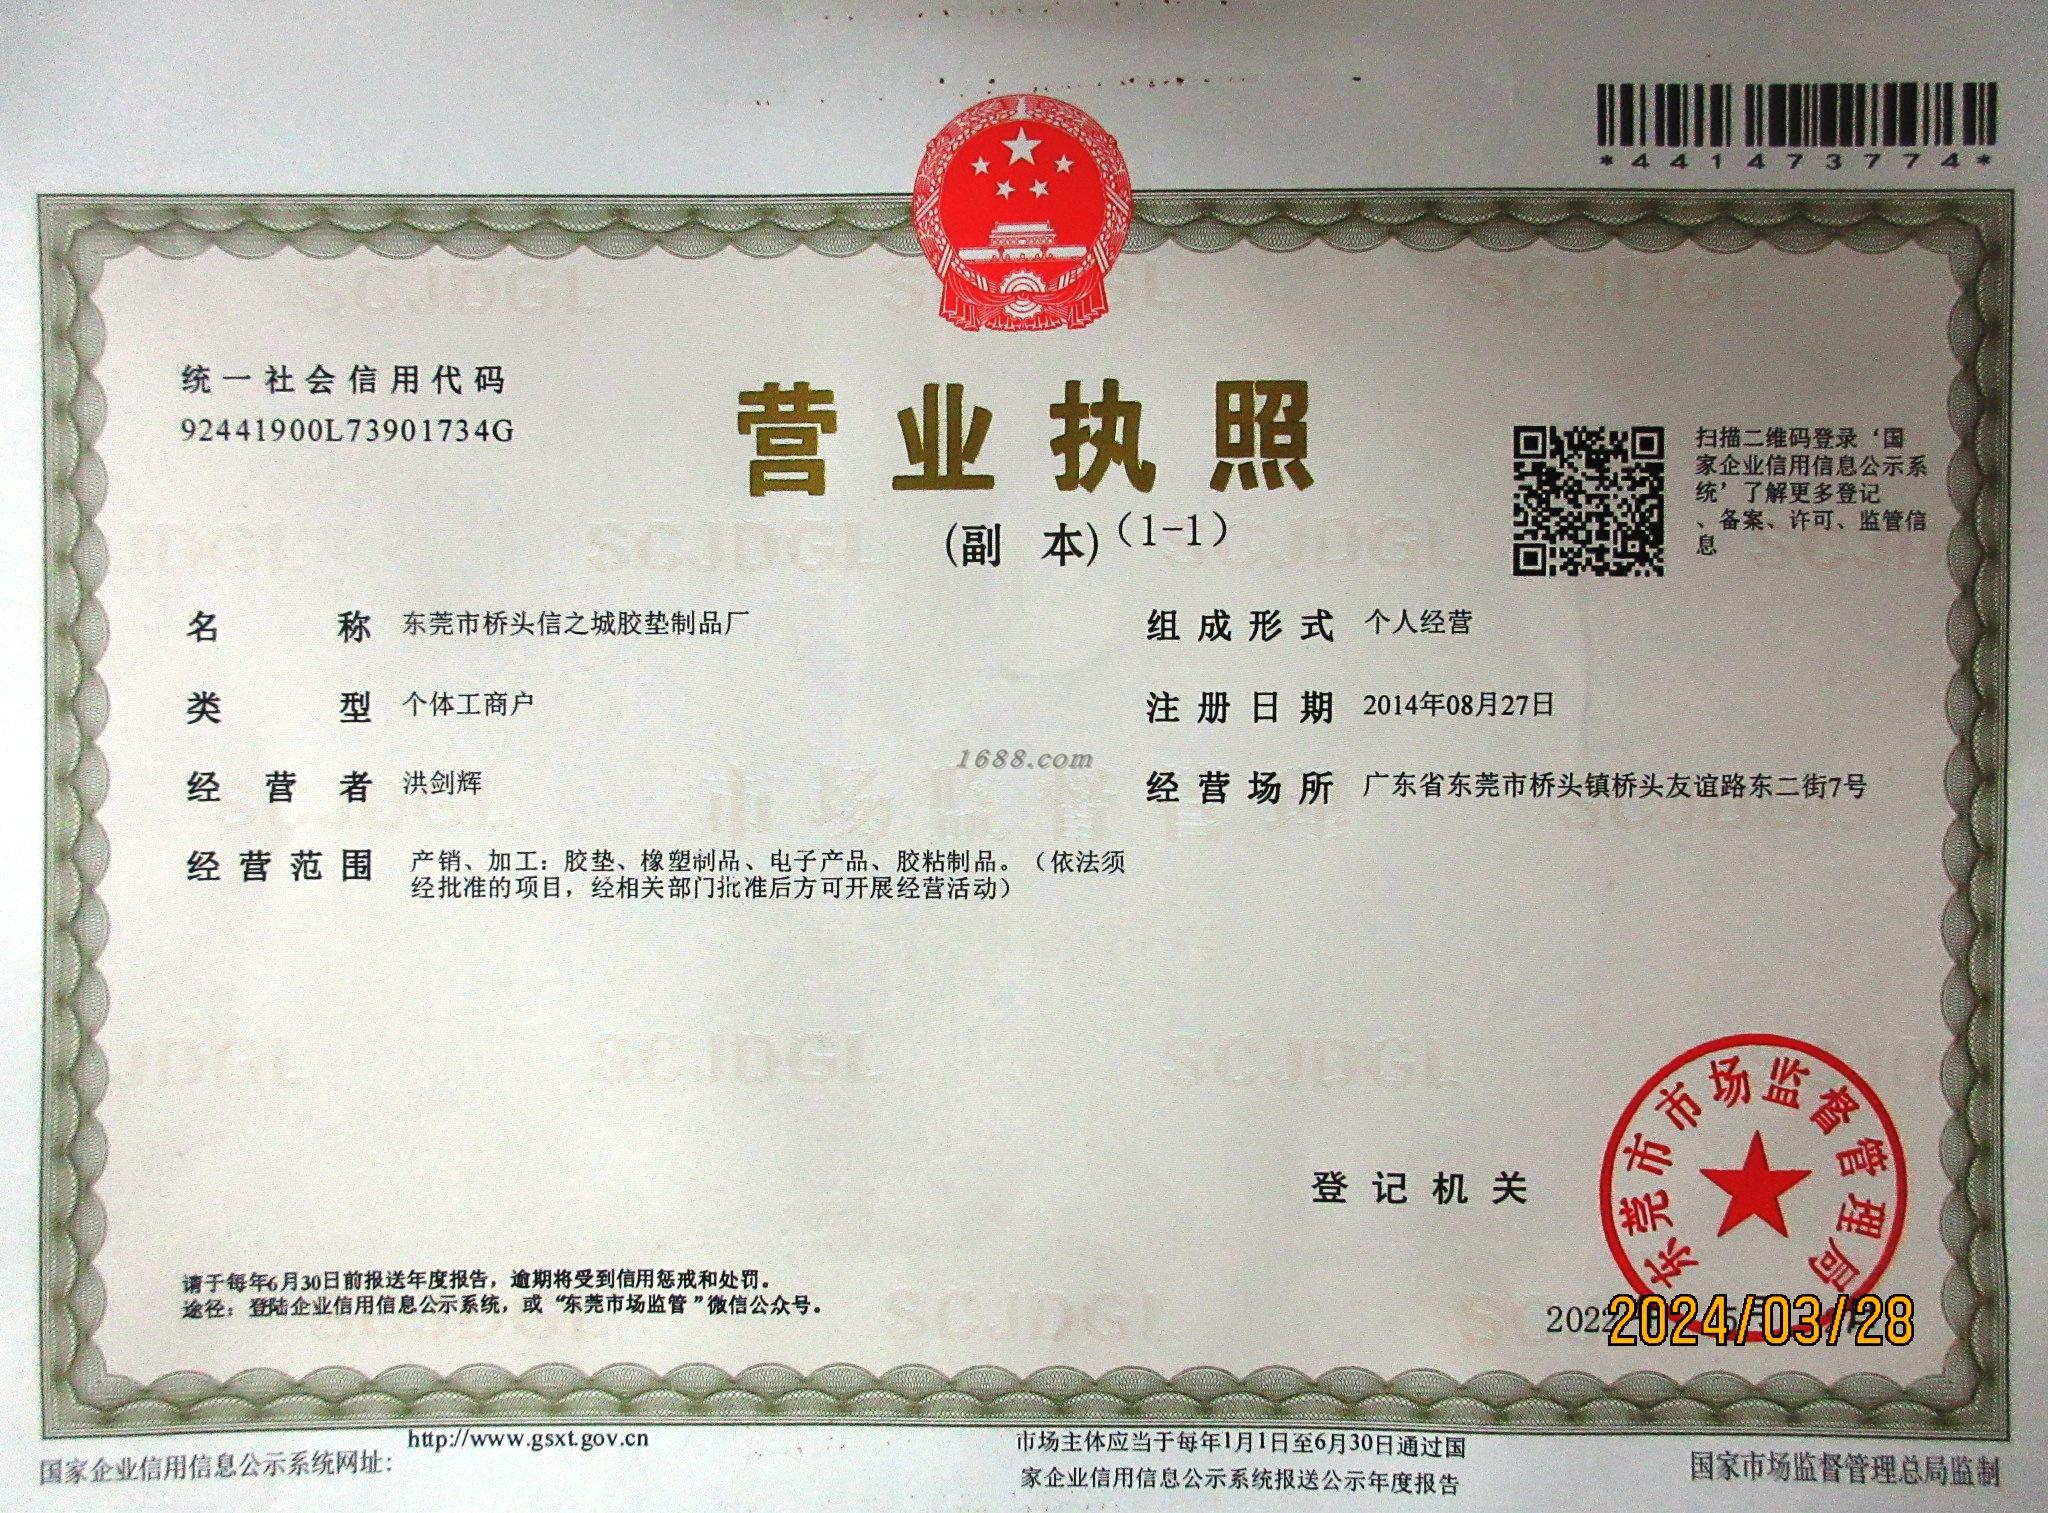 *441473774*
统一社会信用代码
92441900L73901734G
营业执照
(副 本)(1-1)
扫描二维码登录‘国
家企业信用信息公示系
统’了解更多登记
、备案、许可、监管信
息
名 称 东莞市桥头信之城胶垫制品厂
组成形式 个人经营
类 型 个体工商户
注册日期 2014年08月27日
1688.com
经营者 洪剑辉
经营场所 广东省东莞市桥头镇桥头友谊路东二街7号
经营范围 产销、加工：胶垫、橡塑制品、电子产品、胶粘制品。（依法须
经批准的项目，经相关部门批准后方可开展经营活动）
登记机关
东莞市市场监督管理局
请于每年6月30日前报送年度报告，逾期将受到信用惩戒和处罚。
途径：登陆企业信用信息公示系统，或“东莞市场监管”微信公众号。
2022
2024/03/28
国家企业信用信息公示系统网址：
http://www.gsxt.gov.cn
市场主体应当于每年1月1日至6月30日通过国
家企业信用信息公示系统报送公示年度报告
国家市场监督管理总局监制